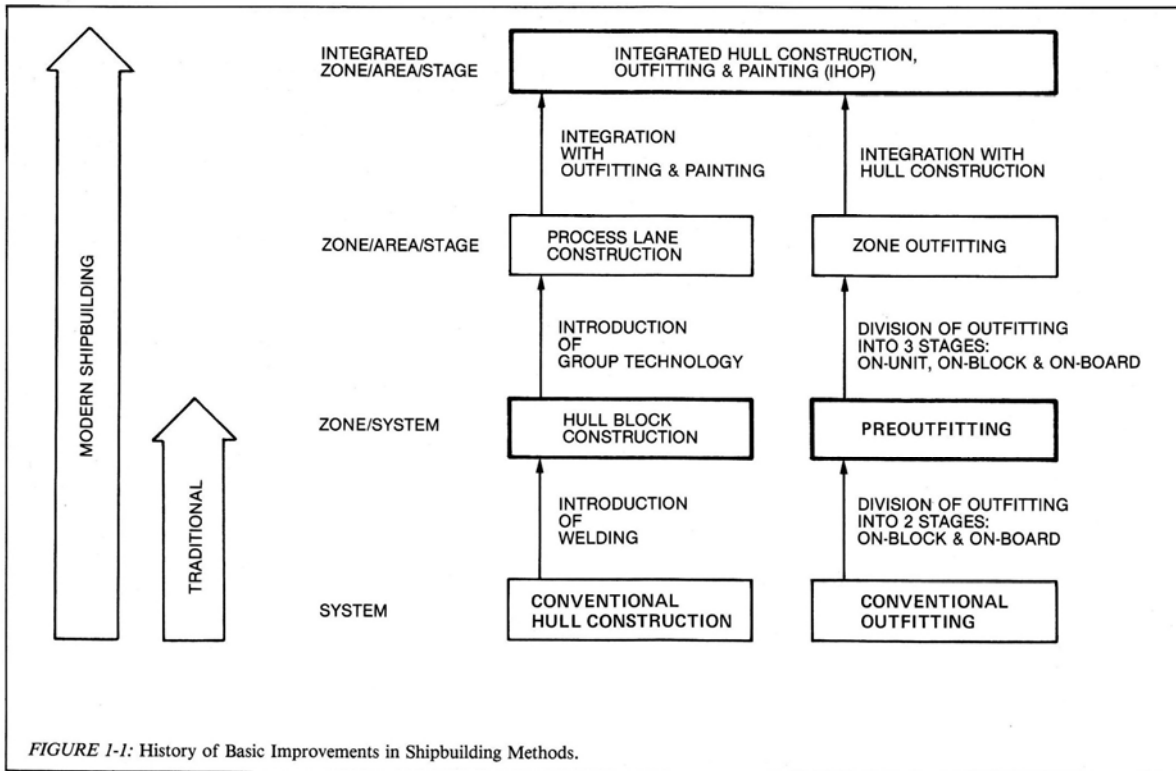 MODERN SHIPBUILDING
TRADITIONAL
INTEGRATED
ZONE/AREA/STAGE
INTEGRATED HULL CONSTRUCTION,
OUTFITTING & PAINTING (IHOP)
INTEGRATION
WITH
OUTFITTING & PAINTING
INTEGRATION WITH
HULL CONSTRUCTION
ZONE/AREA/STAGE
PROCESS LANE
CONSTRUCTION
ZONE OUTFITTING
INTRODUCTION
OF
GROUP TECHNOLOGY
DIVISION OF OUTFITTING
INTO 3 STAGES:
ON-UNIT, ON-BLOCK & ON-BOARD
ZONE/SYSTEM
HULL BLOCK
CONSTRUCTION
PREOUTFITTING
INTRODUCTION
OF
WELDING
DIVISION OF OUTFITTING
INTO 2 STAGES:
ON-BLOCK & ON-BOARD
SYSTEM
CONVENTIONAL
HULL CONSTRUCTION
CONVENTIONAL
OUTFITTING
FIGURE 1-1: History of Basic Improvements in Shipbuilding Methods.